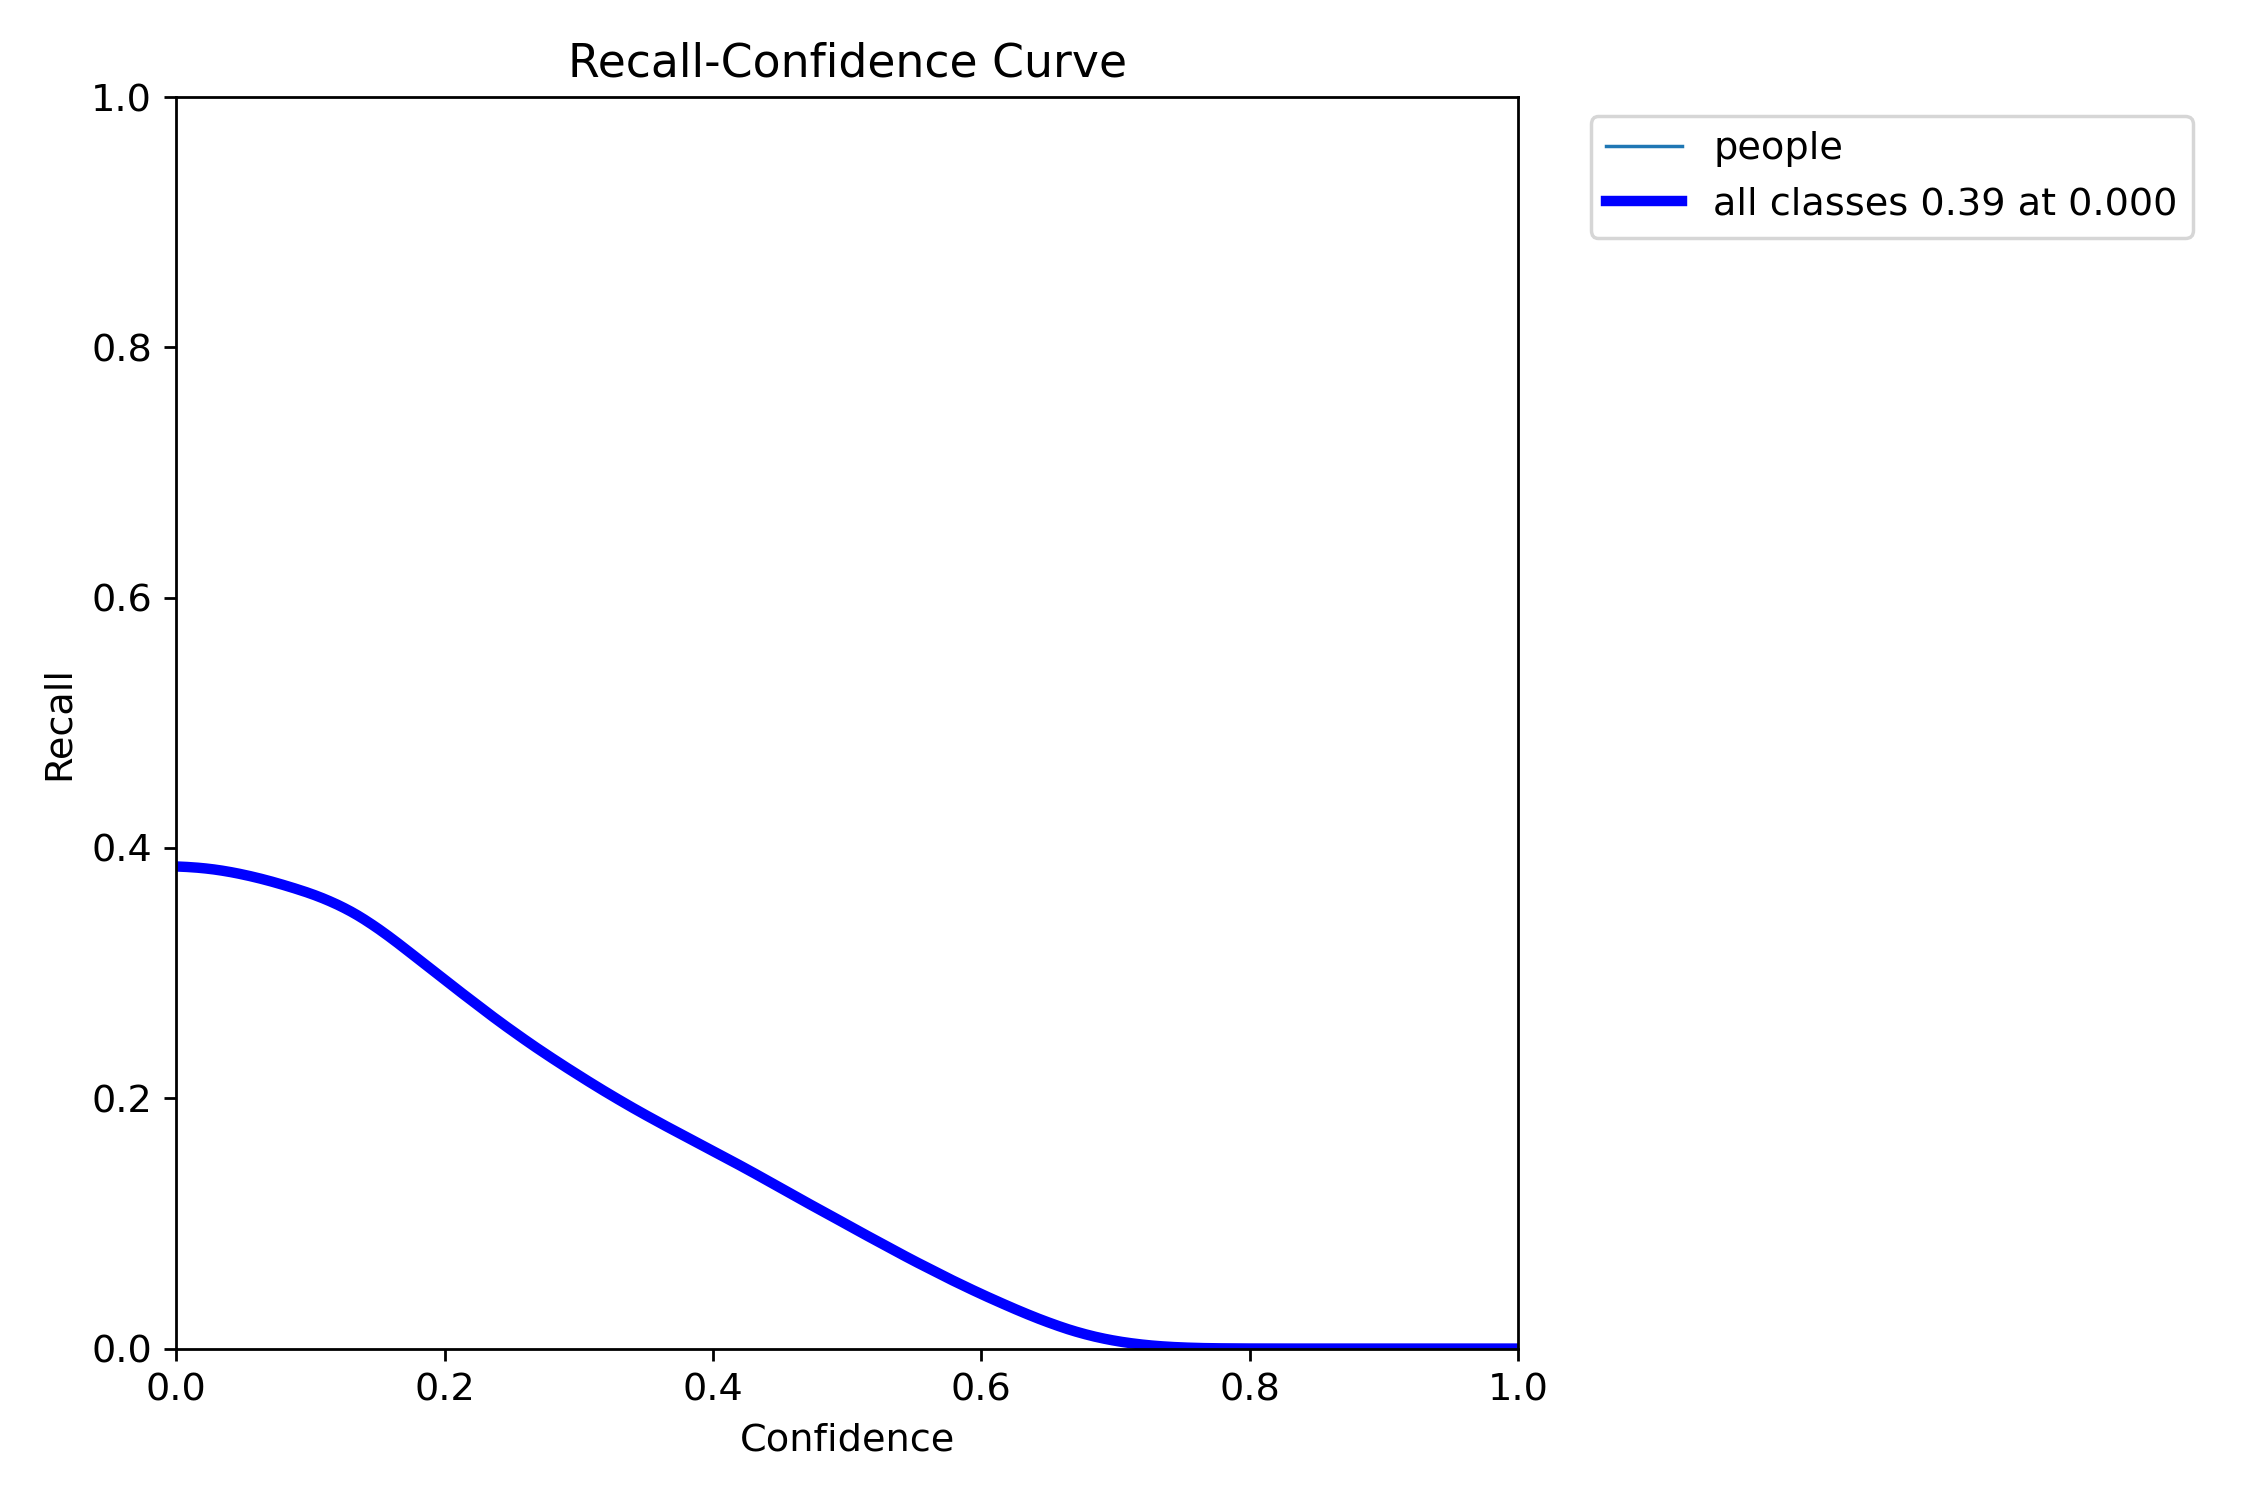 Recall-Confidence Curve
1.0
0.8
0.6
0.4
0.2
0.0
Recall
0.0 0.2 0.4 0.6 0.8 1.0
Confidence
people
all classes 0.39 at 0.000